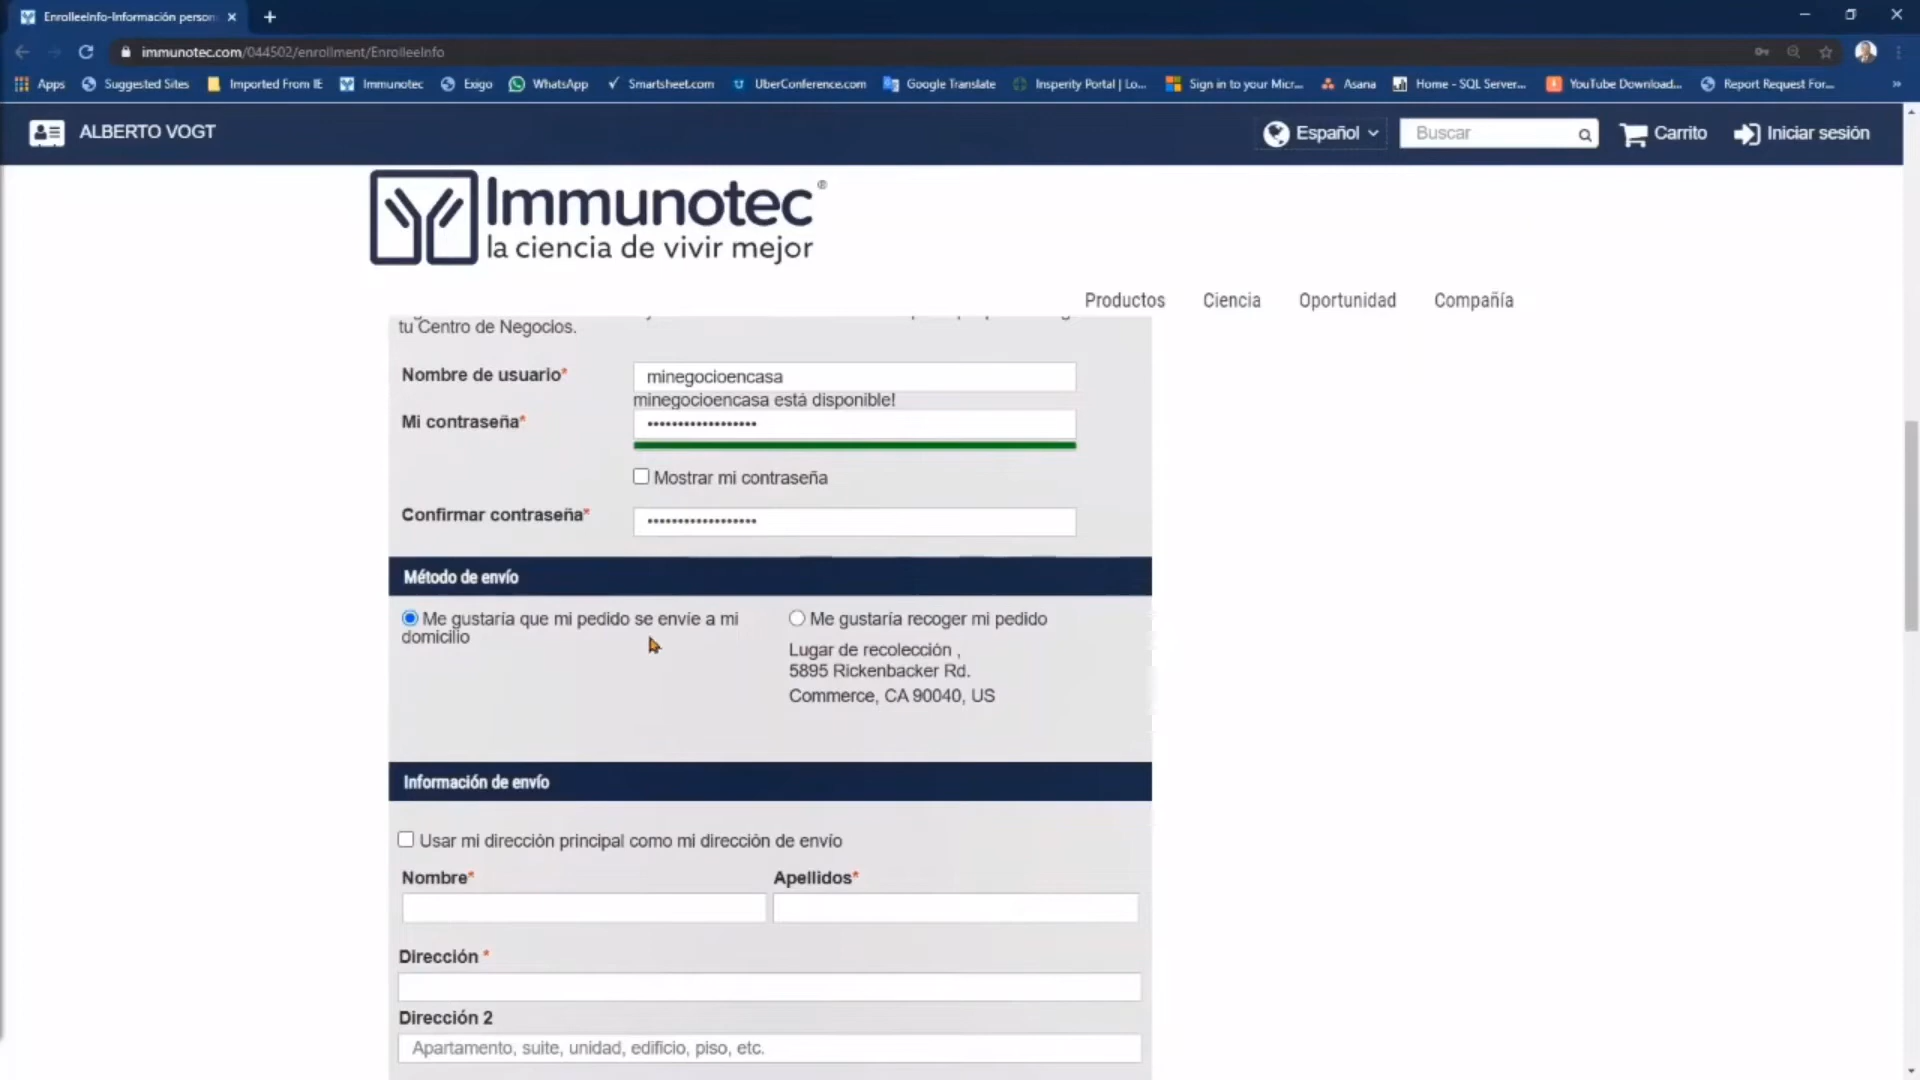 EnrolleeInfo-Información person
immunotec.com/044502/enrollment/EnrolleeInfo
Apps Suggested Sites Imported From IE Immunotec Exigo WhatsApp Smartsheet.com UberConference.com Google Translate Insperity Portal | Lo... Sign in to your Micr... Asana Home - SQL Server... YouTube Download... Report Request For... »
ALBERTO VOGT Español Buscar Carrito Iniciar sesión
Immunotec®
la ciencia de vivir mejor
Productos Ciencia Oportunidad Compañía
tu Centro de Negocios.
Nombre de usuario* minegocioencasa
minegocioencasa está disponible!
Mi contraseña* ••••••••••••••••••
Mostrar mi contraseña
Confirmar contraseña* ••••••••••••••••••
Método de envío
Me gustaría que mi pedido se envíe a mi Me gustaría recoger mi pedido
domicilio
Lugar de recolección ,
5895 Rickenbacker Rd.
Commerce, CA 90040, US
Información de envío
Usar mi dirección principal como mi dirección de envío
Nombre* Apellidos*
Dirección *
Dirección 2
Apartamento, suite, unidad, edificio, piso, etc.